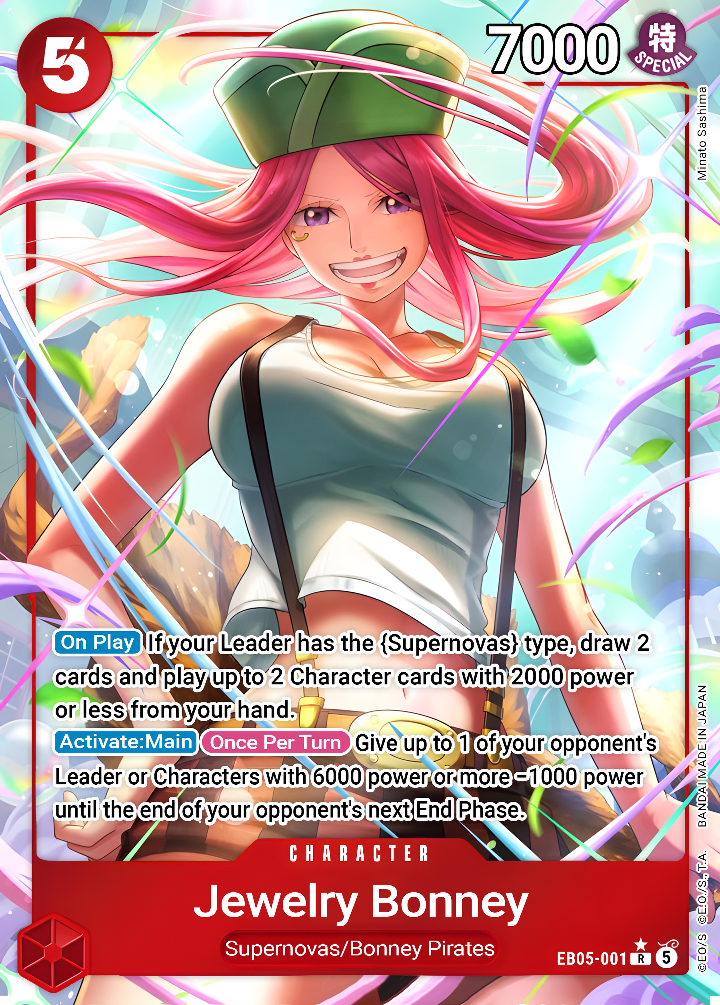 5
7000
特
SPECIAL
Minato Sashima
On Play If your Leader has the {Supernovas} type, draw 2
cards and play up to 2 Character cards with 2000 power
or less from your hand.
Activate:Main Once Per Turn Give up to 1 of your opponent's
Leader or Characters with 6000 power or more −1000 power
until the end of your opponent's next End Phase.
CHARACTER
Jewelry Bonney
Supernovas/Bonney Pirates
EB05-001 R 5
©EO/S ©E.O./S., T.A. BANDAI MADE IN JAPAN